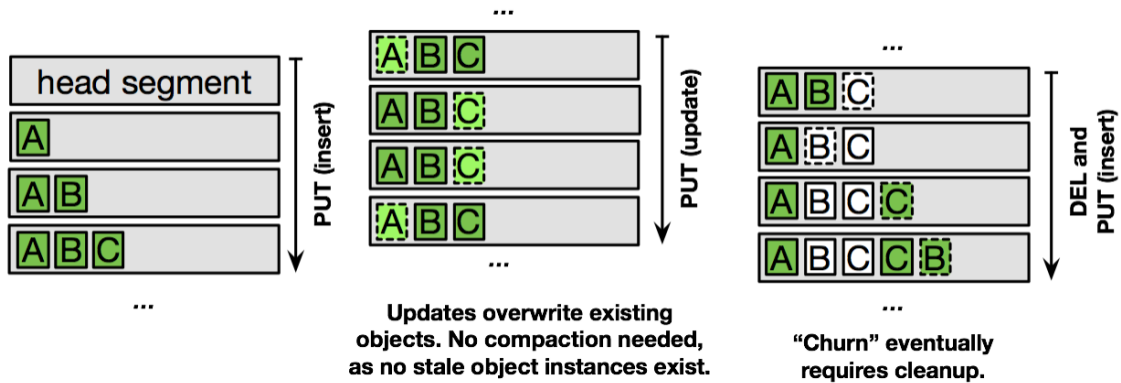 head segment
A
A B
A B C
...
PUT (insert)
...
A B C
A B C
A B C
A B C
...
PUT (update)
Updates overwrite existing
objects. No compaction needed,
as no stale object instances exist.
...
A B C
A B C
A B C C
A B C C B
...
DEL and
PUT (insert)
“Churn” eventually
requires cleanup.